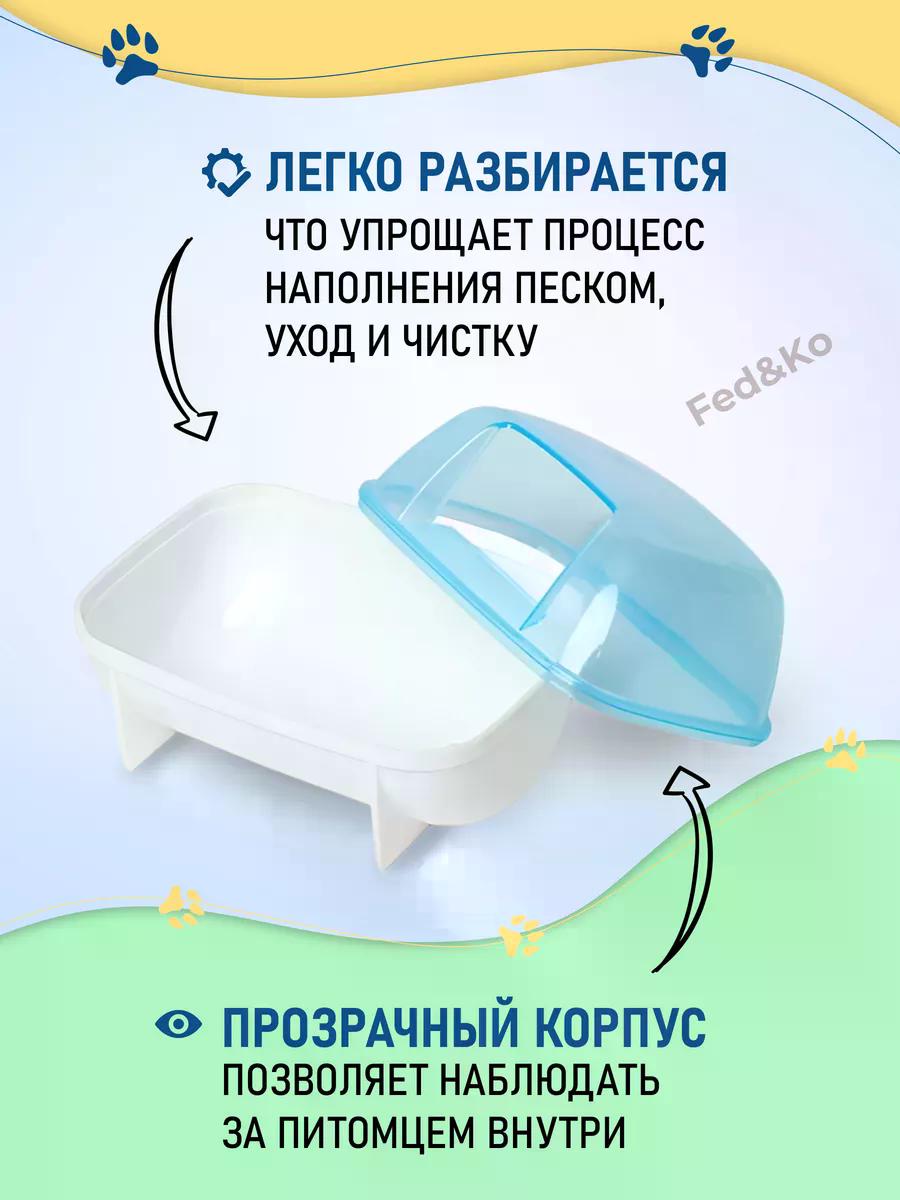 ЛЕГКО РАЗБИРАЕТСЯ
ЧТО УПРОЩАЕТ ПРОЦЕСС
НАПОЛНЕНИЯ ПЕСКОМ,
УХОД И ЧИСТКУ
Fed&Ko
ПРОЗРАЧНЫЙ КОРПУС
ПОЗВОЛЯЕТ НАБЛЮДАТЬ
ЗА ПИТОМЦЕМ ВНУТРИ